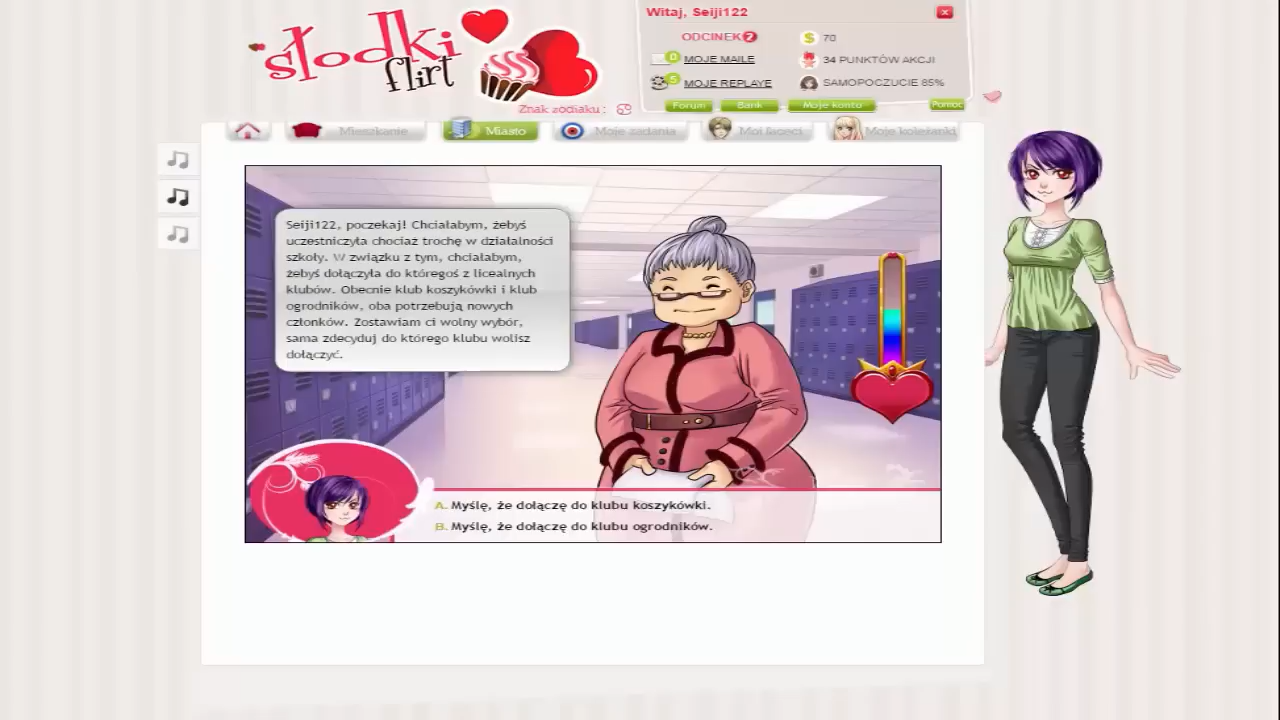 słodki
flirt
Witaj, Seiji122
ODCINEK 2
70
0 MOJE MAILE
34 PUNKTÓW AKCJI
5 MOJE REPLAYE
SAMOPOCZUCIE 85%
Znak zodiaku :
Forum
Bank
Moje konto
Pomoc
Mieszkanie
Miasto
Moje zadania
Moi faceci
Moje koleżanki
Seiji122, poczekaj! Chciałabym, żebyś
uczestniczyła chociaż trochę w działalności
szkoły. W związku z tym, chciałabym,
żebyś dołączyła do któregoś z licealnych
klubów. Obecnie klub koszykówki i klub
ogrodników, oba potrzebują nowych
członków. Zostawiam ci wolny wybór,
sama zdecyduj do którego klubu wolisz
dołączyć.
A. Myślę, że dołączę do klubu koszykówki.
B. Myślę, że dołączę do klubu ogrodników.